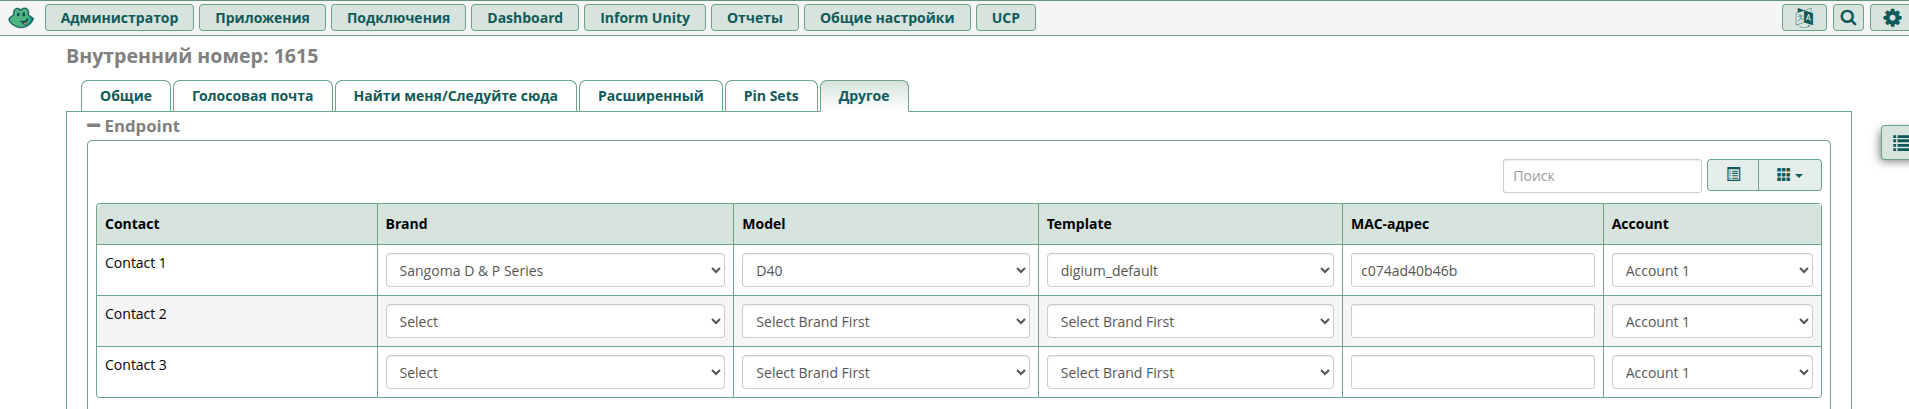 Администратор Приложения Подключения Dashboard Inform Unity Отчеты Общие настройки UCP
Внутренний номер: 1615
Общие Голосовая почта Найти меня/Следуйте сюда Расширенный Pin Sets Другое
Endpoint
Поиск
Contact Brand Model Template MAC-адрес Account
Contact 1 Sangoma D & P Series D40 digium_default c074ad40b46b Account 1
Contact 2 Select Select Brand First Select Brand First Account 1
Contact 3 Select Select Brand First Select Brand First Account 1